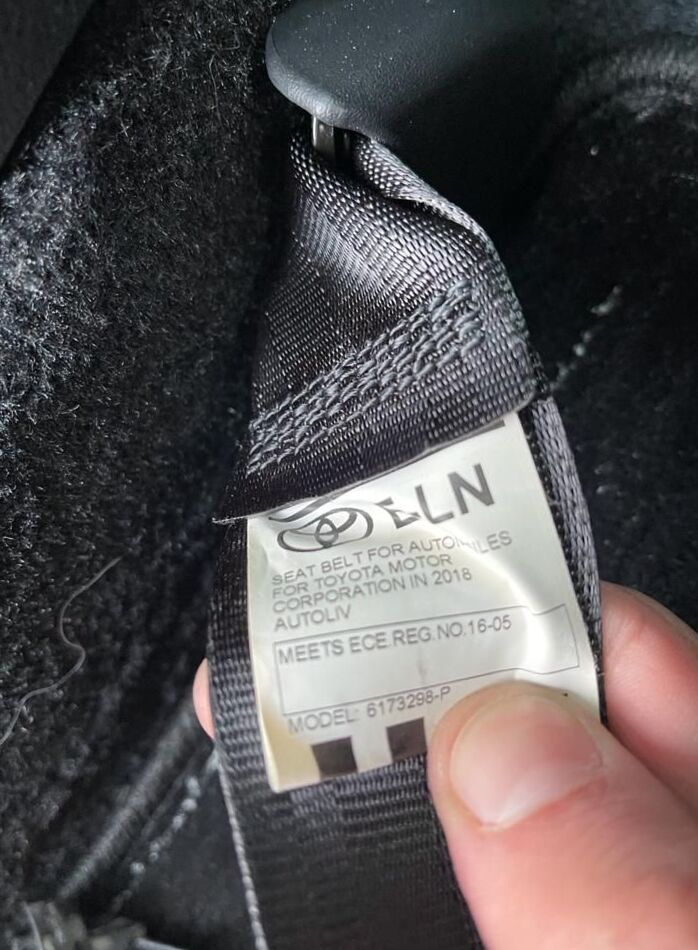 ELN
SEAT BELT FOR AUTOMOBILES
FOR TOYOTA MOTOR
CORPORATION IN 2018
AUTOLIV
MEETS ECE.REG.NO.16-05
MODEL: 6173298-P